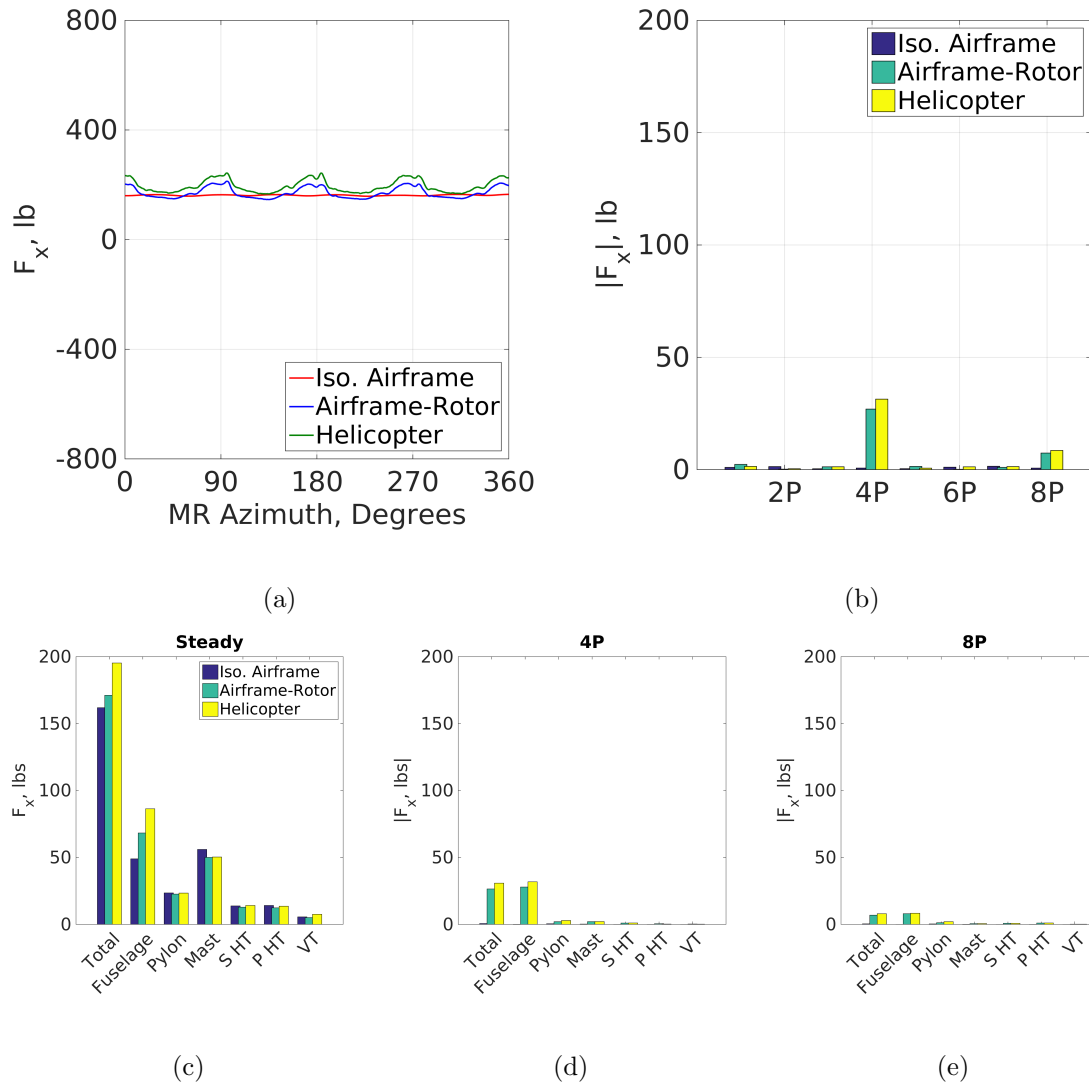 800
400
0
-400
-800
F_x, lb
0 90 180 270 360
MR Azimuth, Degrees
Iso. Airframe
Airframe-Rotor
Helicopter
(a)
200
150
100
50
0
|F_x|, lb
2P 4P 6P 8P
Iso. Airframe
Airframe-Rotor
Helicopter
(b)
Steady
200
150
100
50
0
F_x, lbs
Iso. Airframe
Airframe-Rotor
Helicopter
Total Fuselage Pylon Mast S HT P HT VT
(c)
4P
200
150
100
50
0
|F_x, lbs|
Total Fuselage Pylon Mast S HT P HT VT
(d)
8P
200
150
100
50
0
|F_x, lbs|
Total Fuselage Pylon Mast S HT P HT VT
(e)